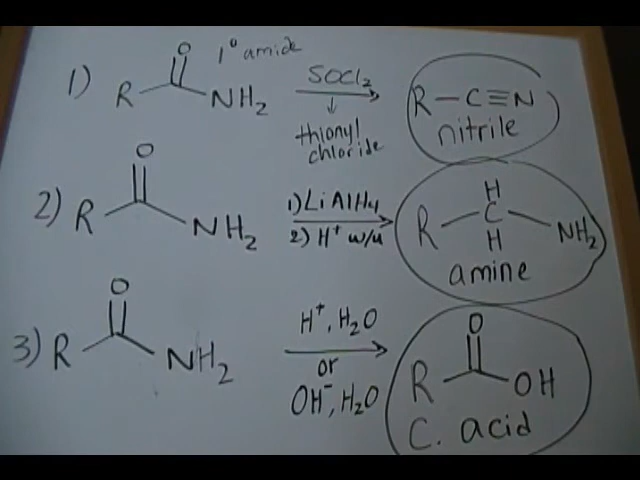 1) R O NH₂ 1° amide
SOCl₂
thionyl
chloride
R-C≡N
nitrile
2) R O NH₂
1) LiAlH₄
2) H⁺ w/u
H
R C NH₂
H
amine
3) R O NH₂
H⁺, H₂O
or
OH⁻, H₂O
O
R OH
C. acid